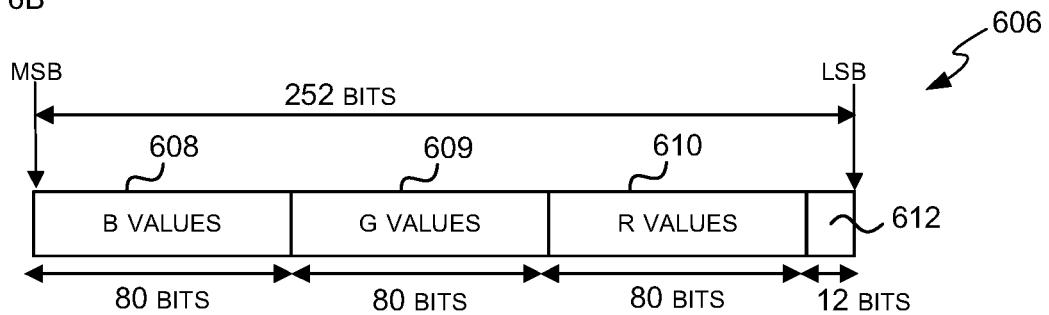 6B
606
MSB
LSB
252 BITS
608
609
610
B VALUES
G VALUES
R VALUES
612
80 BITS
80 BITS
80 BITS
12 BITS